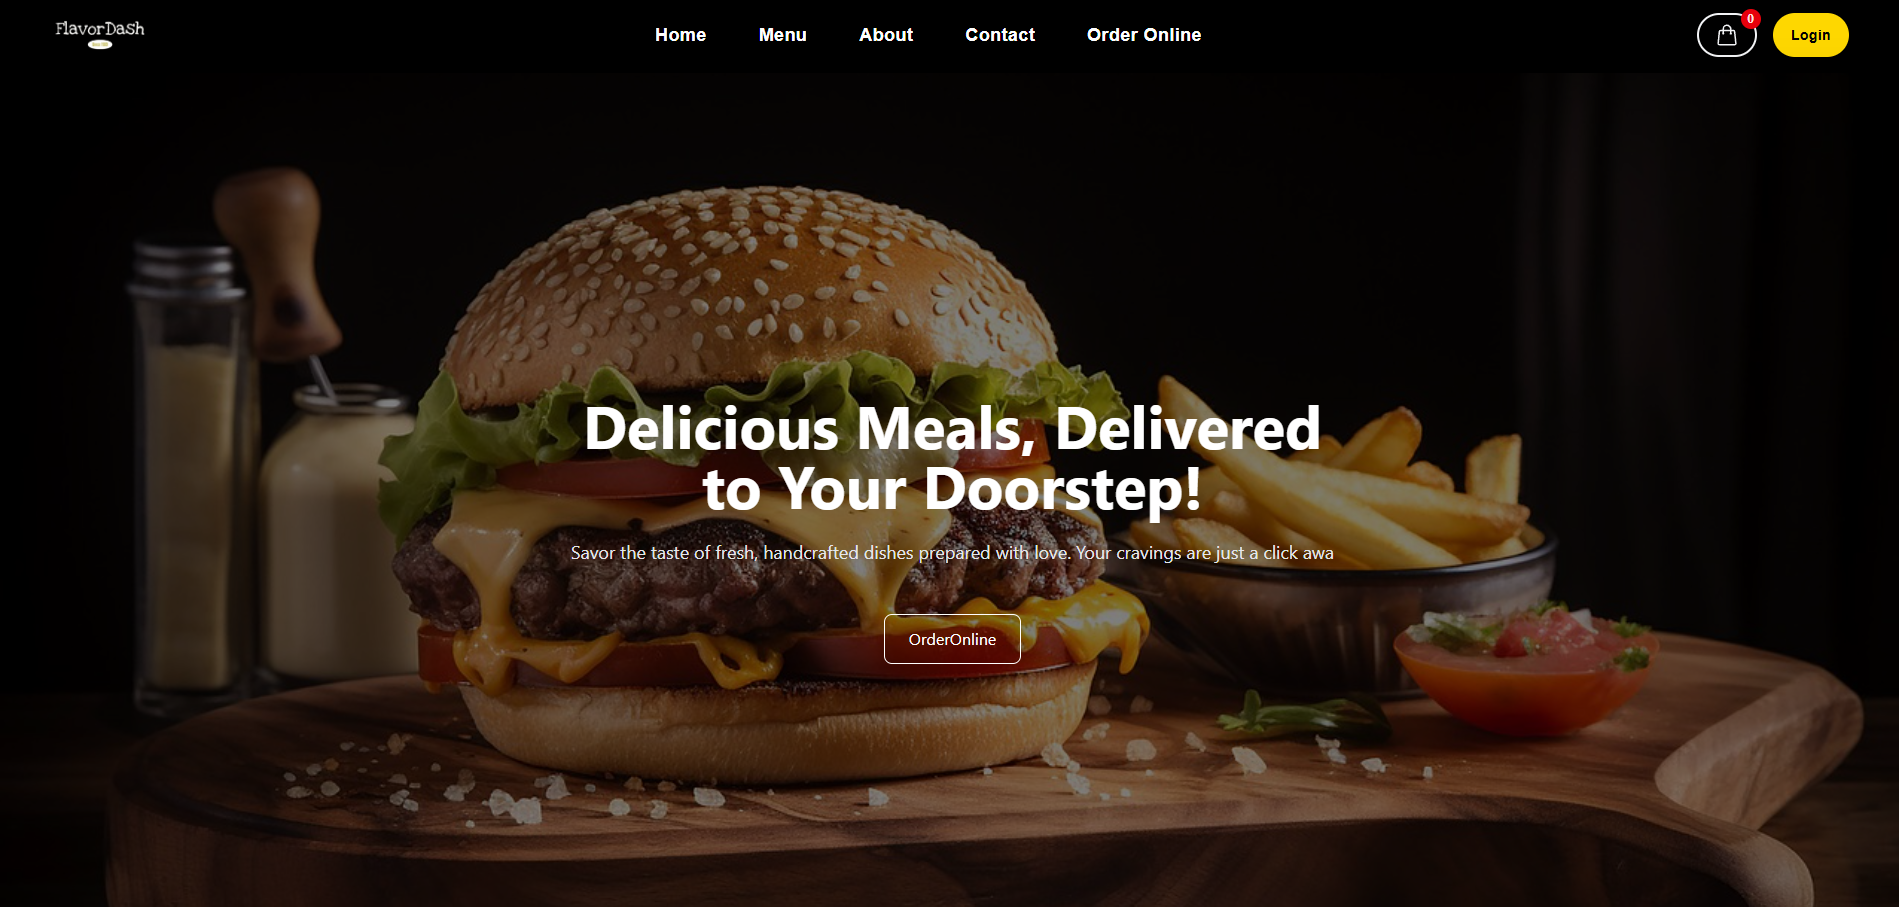 FlavorDash
Home
Menu
About
Contact
Order Online
0
Login
Delicious Meals, Delivered
to Your Doorstep!
Savor the taste of fresh, handcrafted dishes prepared with love. Your cravings are just a click awa
OrderOnline